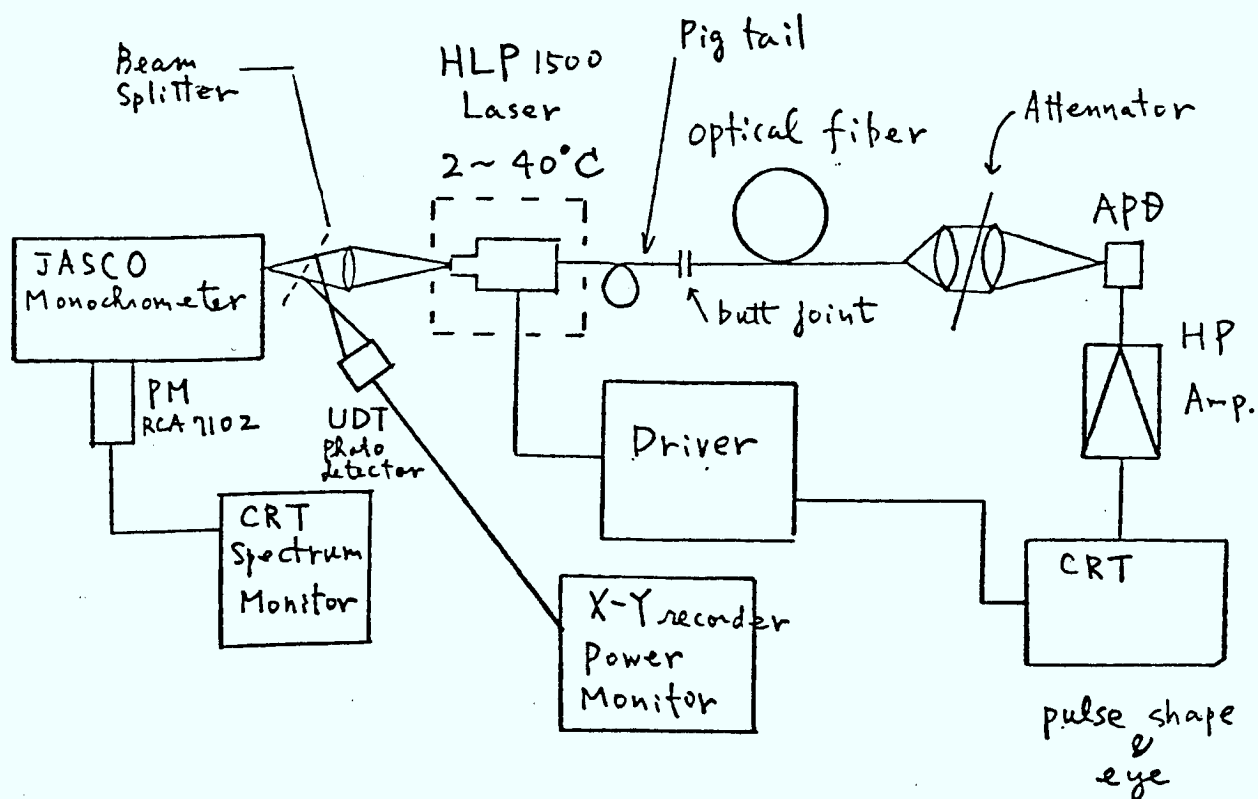 Pig tail
Beam
Splitter
HLP 1500
Laser
2 ~ 40°C
optical fiber
Attennator
APD
JASCO
Monochrometer
butt joint
HP
Amp.
PM
RCA 7102
UDT
Photo
detector
Driver
CRT
Spectrum
Monitor
X-Y recorder
Power
Monitor
CRT
pulse shape
&
eye